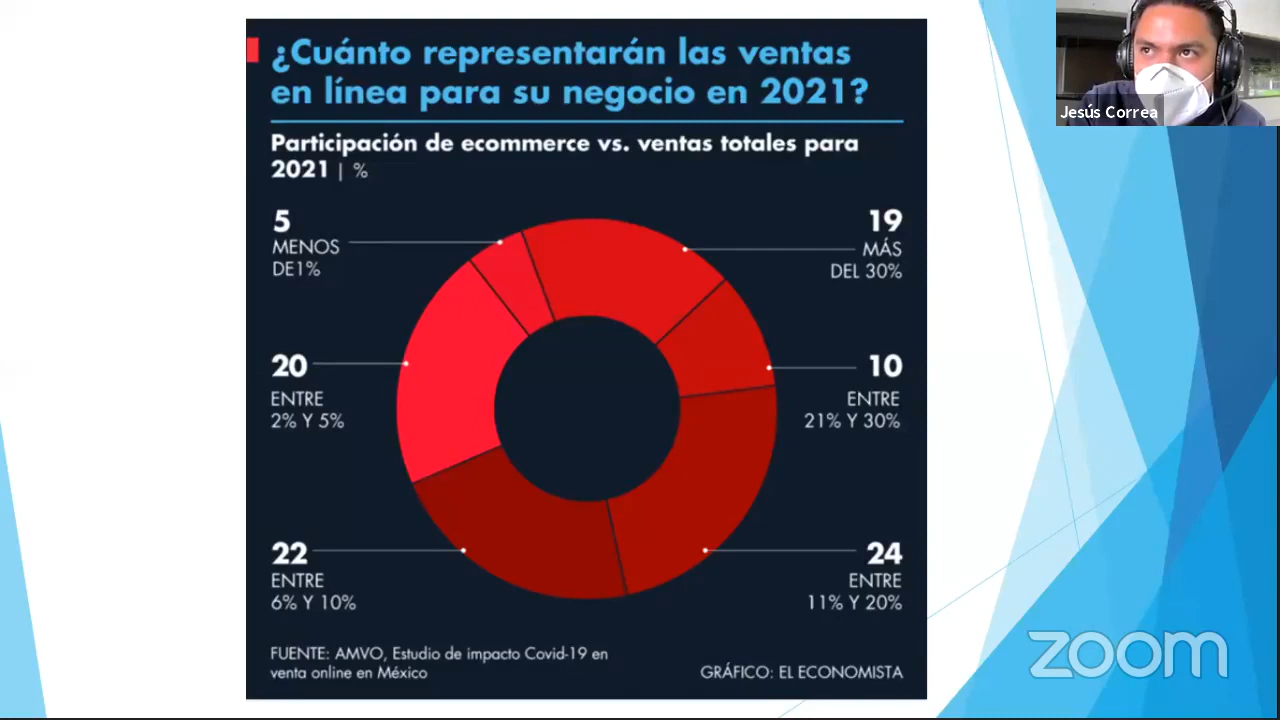 ¿Cuánto representarán las ventas
en línea para su negocio en 2021?
Participación de ecommerce vs. ventas totales para
2021 | %
5
MENOS
DE1%
19
MÁS
DEL 30%
20
ENTRE
2% Y 5%
10
ENTRE
21% Y 30%
22
ENTRE
6% Y 10%
24
ENTRE
11% Y 20%
FUENTE: AMVO, Estudio de impacto Covid-19 en
venta online en México
GRÁFICO: EL ECONOMISTA
Jesús Correa
zoom